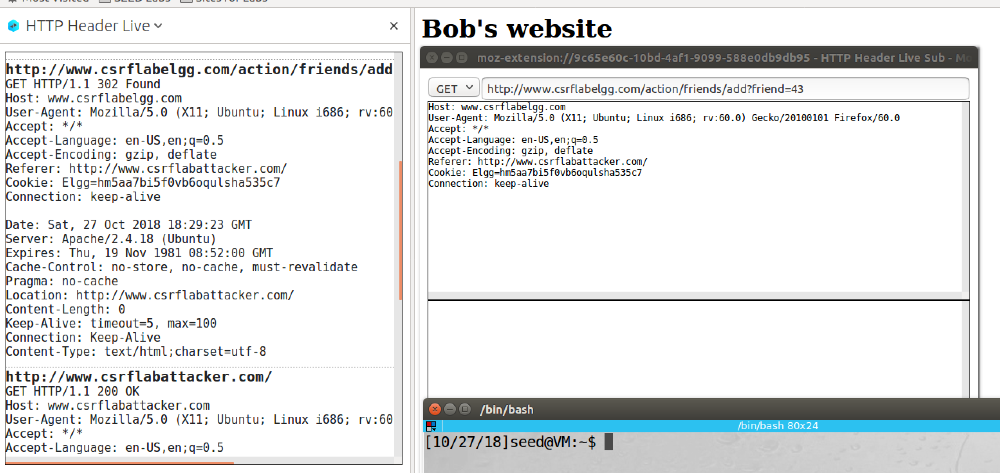 Most Visited SEED Labs Sites for Labs
HTTP Header Live
http://www.csrflabelgg.com/action/friends/add
GET HTTP/1.1 302 Found
Host: www.csrflabelgg.com
User-Agent: Mozilla/5.0 (X11; Ubuntu; Linux i686; rv:60
Accept: */*
Accept-Language: en-US,en;q=0.5
Accept-Encoding: gzip, deflate
Referer: http://www.csrflabattacker.com/
Cookie: Elgg=hm5aa7bi5f0vb6oqulsha535c7
Connection: keep-alive
Date: Sat, 27 Oct 2018 18:29:23 GMT
Server: Apache/2.4.18 (Ubuntu)
Expires: Thu, 19 Nov 1981 08:52:00 GMT
Cache-Control: no-store, no-cache, must-revalidate
Pragma: no-cache
Location: http://www.csrflabattacker.com/
Content-Length: 0
Keep-Alive: timeout=5, max=100
Connection: Keep-Alive
Content-Type: text/html;charset=utf-8
http://www.csrflabattacker.com/
GET HTTP/1.1 200 OK
Host: www.csrflabattacker.com
User-Agent: Mozilla/5.0 (X11; Ubuntu; Linux i686; rv:60
Accept: */*
Accept-Language: en-US,en;q=0.5
Bob's website
moz-extension://9c65e60c-10bd-4af1-9099-588e0db9db95 - HTTP Header Live Sub - Mo
GET http://www.csrflabelgg.com/action/friends/add?friend=43
Host: www.csrflabelgg.com
User-Agent: Mozilla/5.0 (X11; Ubuntu; Linux i686; rv:60.0) Gecko/20100101 Firefox/60.0
Accept: */*
Accept-Language: en-US,en;q=0.5
Accept-Encoding: gzip, deflate
Referer: http://www.csrflabattacker.com/
Cookie: Elgg=hm5aa7bi5f0vb6oqulsha535c7
Connection: keep-alive
/bin/bash
/bin/bash 80x24
[10/27/18]seed@VM:~$